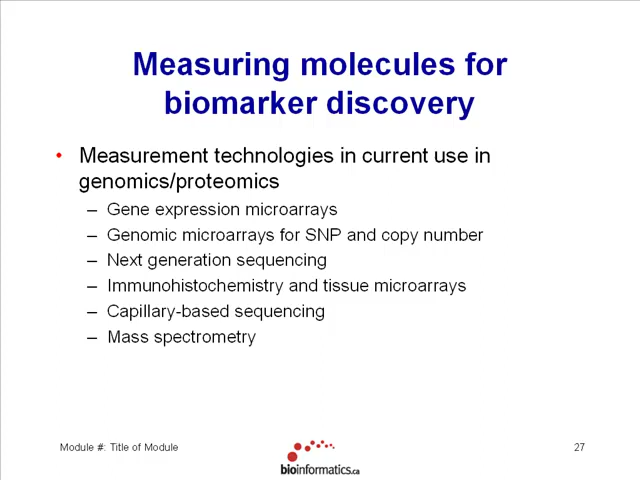 Measuring molecules for
biomarker discovery
• Measurement technologies in current use in
genomics/proteomics
– Gene expression microarrays
– Genomic microarrays for SNP and copy number
– Next generation sequencing
– Immunohistochemistry and tissue microarrays
– Capillary-based sequencing
– Mass spectrometry
Module #: Title of Module
bioinformatics.ca
27